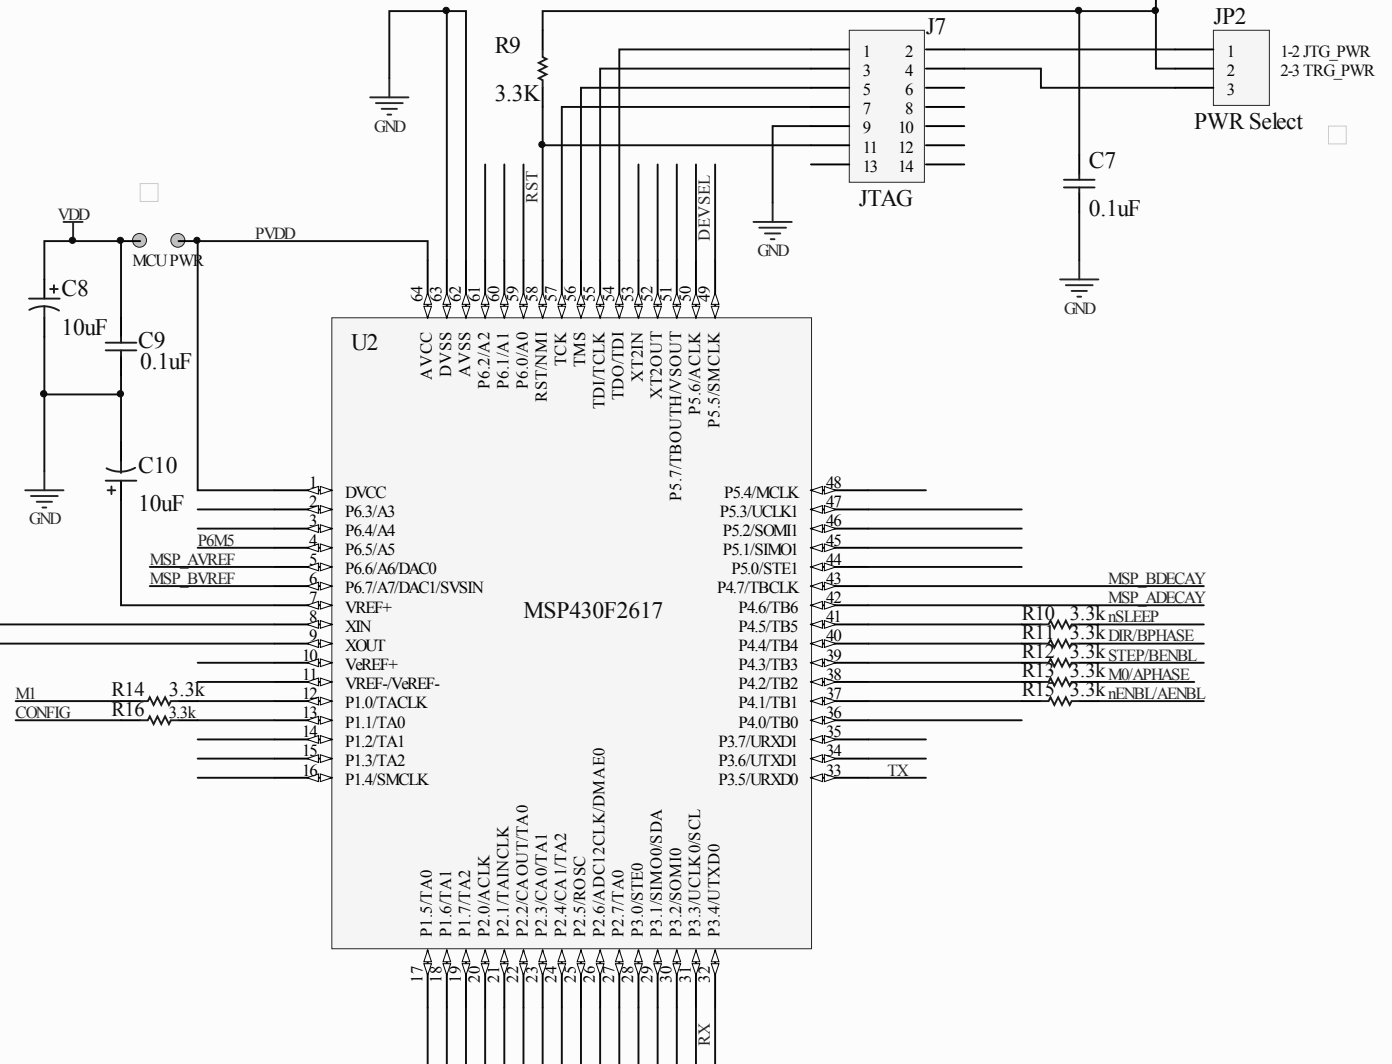 J7
JP2
R9
3.3K
1 2
3 4
5 6
7 8
9 10
11 12
13 14
JTAG
1
2
3
1-2 JTG_PWR
2-3 TRG_PWR
PWR Select
GND
C7
0.1uF
GND
GND
RST
DEVSEL
VDD
PVDD
MCU PWR
+
C8
10uF
C9
0.1uF
C10
+
10uF
GND
64
63
62
61
60
59
58
57
56
55
54
53
52
51
50
49
U2
AVCC
DVSS
AVSS
P6.2/A2
P6.1/A1
P6.0/A0
RST/NMI
TCK
TMS
TDI/TCLK
TDO/TDI
XT2IN
XT2OUT
P5.7/TBOUTH/VSOUT
P5.6/ACLK
P5.5/SMCLK
1 DVCC
2 P6.3/A3
3 P6.4/A4
P6M5 4 P6.5/A5
MSP_AVREF 5 P6.6/A6/DAC0
MSP_BVREF 6 P6.7/A7/DAC1/SVSIN
7 VREF+
8 XIN
9 XOUT
10 VeREF+
11 VREF-/VeREF-
M1 R14 3.3k 12 P1.0/TACLK
CONFIG R16 3.3k 13 P1.1/TA0
14 P1.2/TA1
15 P1.3/TA2
16 P1.4/SMCLK
MSP430F2617
P5.4/MCLK 48
P5.3/UCLK1 47
P5.2/SOMI1 46
P5.1/SIMO1 45
P5.0/STE1 44
P4.7/TBCLK 43 MSP_BDECAY
P4.6/TB6 42 MSP_ADECAY
P4.5/TB5 41 R10 3.3k nSLEEP
P4.4/TB4 40 R11 3.3k DIR/BPHASE
P4.3/TB3 39 R12 3.3k STEP/BENBL
P4.2/TB2 38 R13 3.3k M0/APHASE
P4.1/TB1 37 R15 3.3k nENBL/AENBL
P4.0/TB0 36
P3.7/URXD1 35
P3.6/UTXD1 34
P3.5/URXD0 33 TX
P1.5/TA0
P1.6/TA1
P1.7/TA2
P2.0/ACLK
P2.1/TAINCLK
P2.2/CAOUT/TA0
P2.3/CA0/TA1
P2.4/CA1/TA2
P2.5/ROSC
P2.6/ADC12CLK/DMAE0
P2.7/TA0
P3.0/STE0
P3.1/SIMO0/SDA
P3.2/SOMI0
P3.3/UCLK0/SCL
P3.4/UTXD0
17
18
19
20
21
22
23
24
25
26
27
28
29
30
31
32
RX